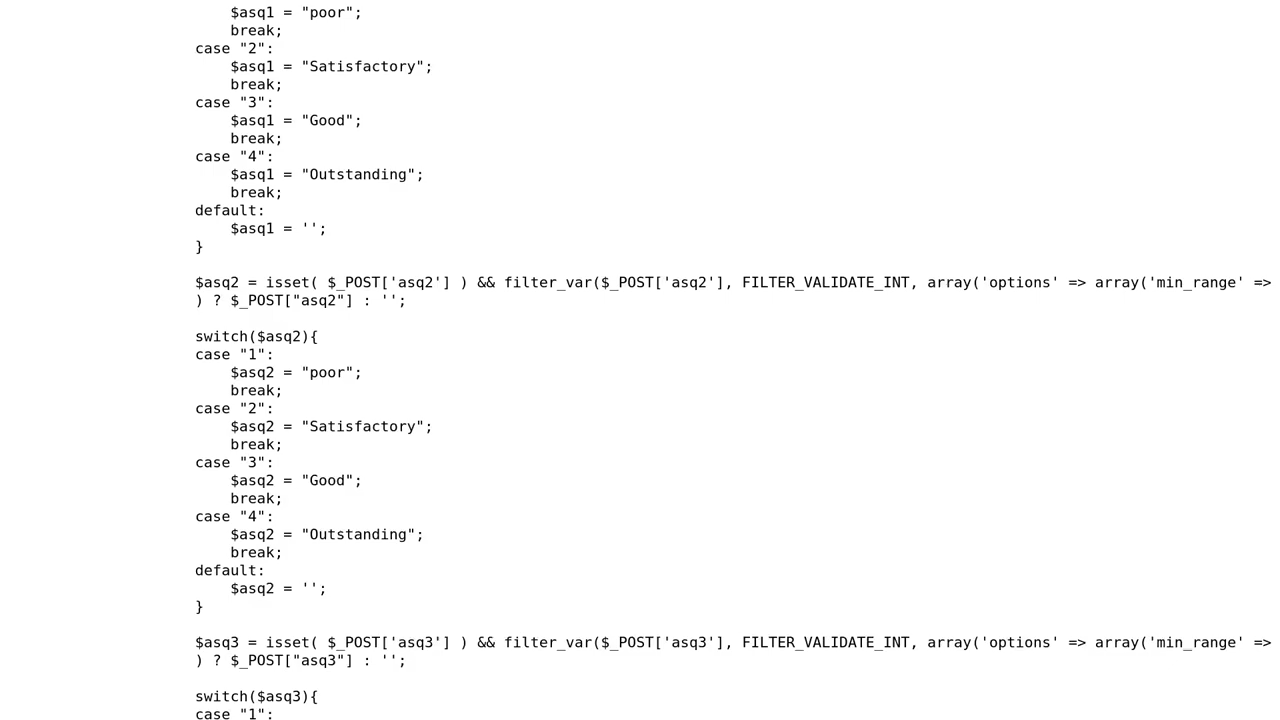 $asq1 = "poor";
break;
case "2":
$asq1 = "Satisfactory";
break;
case "3":
$asq1 = "Good";
break;
case "4":
$asq1 = "Outstanding";
break;
default:
$asq1 = '';
}
$asq2 = isset( $_POST['asq2'] ) && filter_var($_POST['asq2'], FILTER_VALIDATE_INT, array('options' => array('min_range' =>
) ? $_POST["asq2"] : '';
switch($asq2){
case "1":
$asq2 = "poor";
break;
case "2":
$asq2 = "Satisfactory";
break;
case "3":
$asq2 = "Good";
break;
case "4":
$asq2 = "Outstanding";
break;
default:
$asq2 = '';
}
$asq3 = isset( $_POST['asq3'] ) && filter_var($_POST['asq3'], FILTER_VALIDATE_INT, array('options' => array('min_range' =>
) ? $_POST["asq3"] : '';
switch($asq3){
case "1":